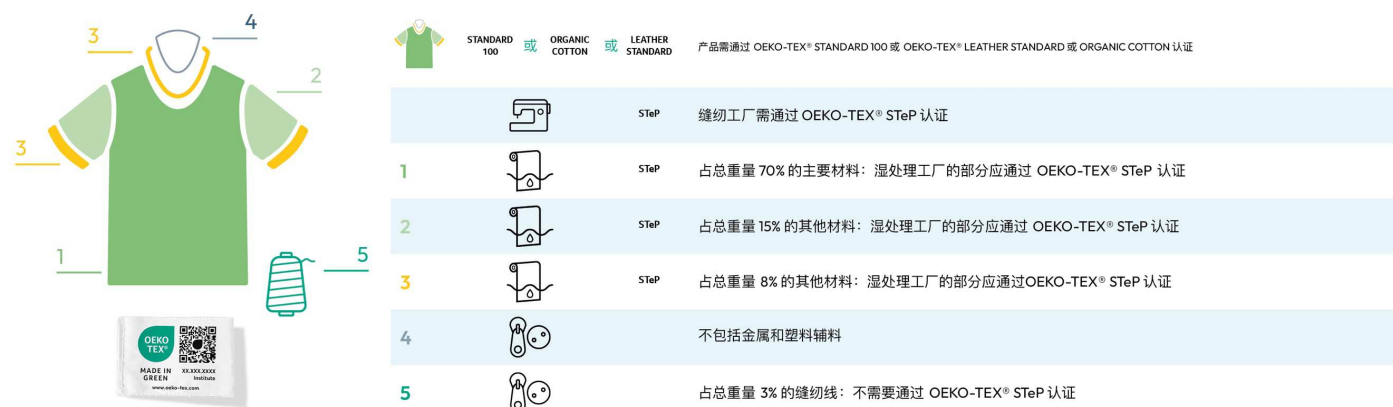 4
3
2
3
1
5
OEKO
TEX®
MADE IN
GREEN
XX.XXX.XXXX
Institute
www.oeko-tex.com
STANDARD
100
或
ORGANIC
COTTON
或
LEATHER
STANDARD
产品需通过 OEKO-TEX® STANDARD 100 或 OEKO-TEX® LEATHER STANDARD 或 ORGANIC COTTON 认证
STeP 缝纫工厂需通过 OEKO-TEX® STeP 认证
1 STeP 占总重量 70% 的主要材料：湿处理工厂的部分应通过 OEKO-TEX® STeP 认证
2 STeP 占总重量 15% 的其他材料：湿处理工厂的部分应通过 OEKO-TEX® STeP 认证
3 STeP 占总重量 8% 的其他材料：湿处理工厂的部分应通过OEKO-TEX® STeP 认证
4 不包括金属和塑料辅料
5 占总重量 3% 的缝纫线：不需要通过 OEKO-TEX® STeP 认证